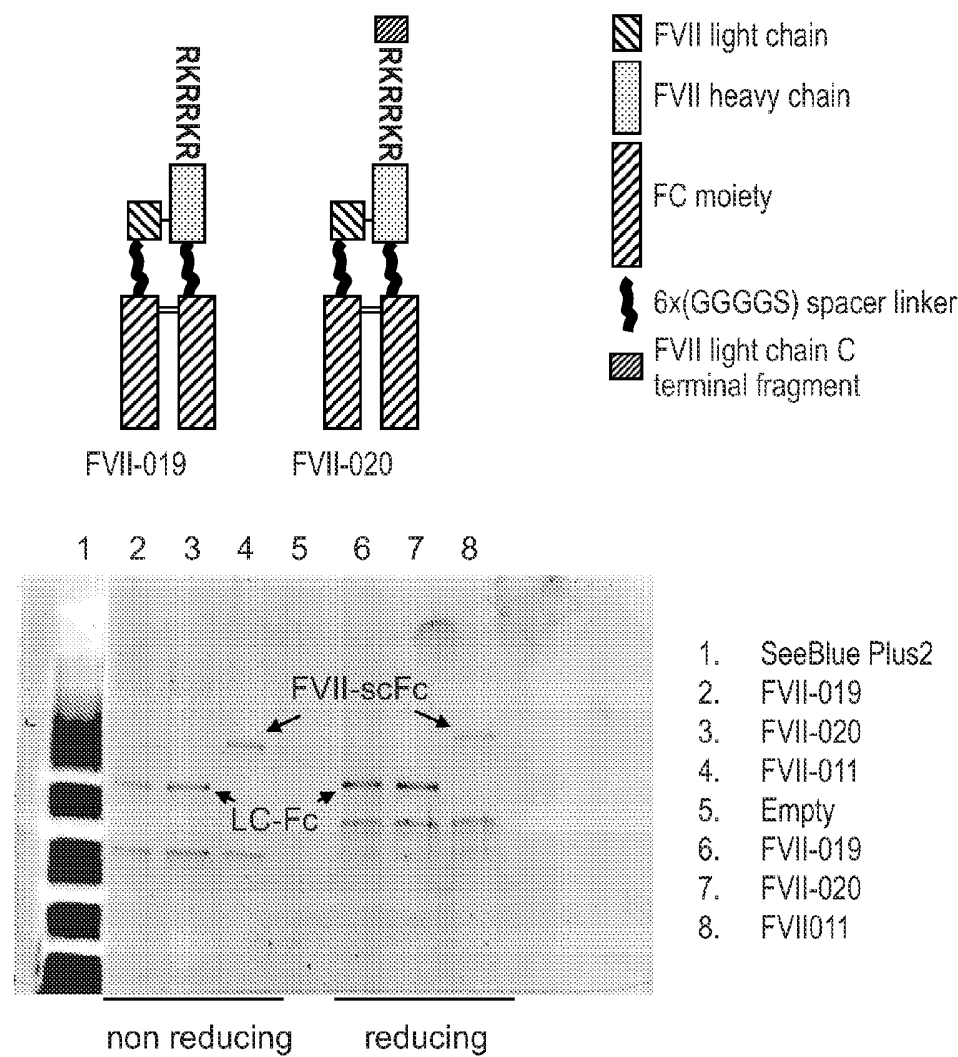 RKRRKR
RKRRKR
FVII light chain
FVII heavy chain
FC moiety
6x(GGGGS) spacer linker
FVII light chain C
terminal fragment
FVII-019
FVII-020
1 2 3 4 5 6 7 8
FVII-scFc
LC-Fc
1. SeeBlue Plus2
2. FVII-019
3. FVII-020
4. FVII-011
5. Empty
6. FVII-019
7. FVII-020
8. FVII011
non reducing
reducing